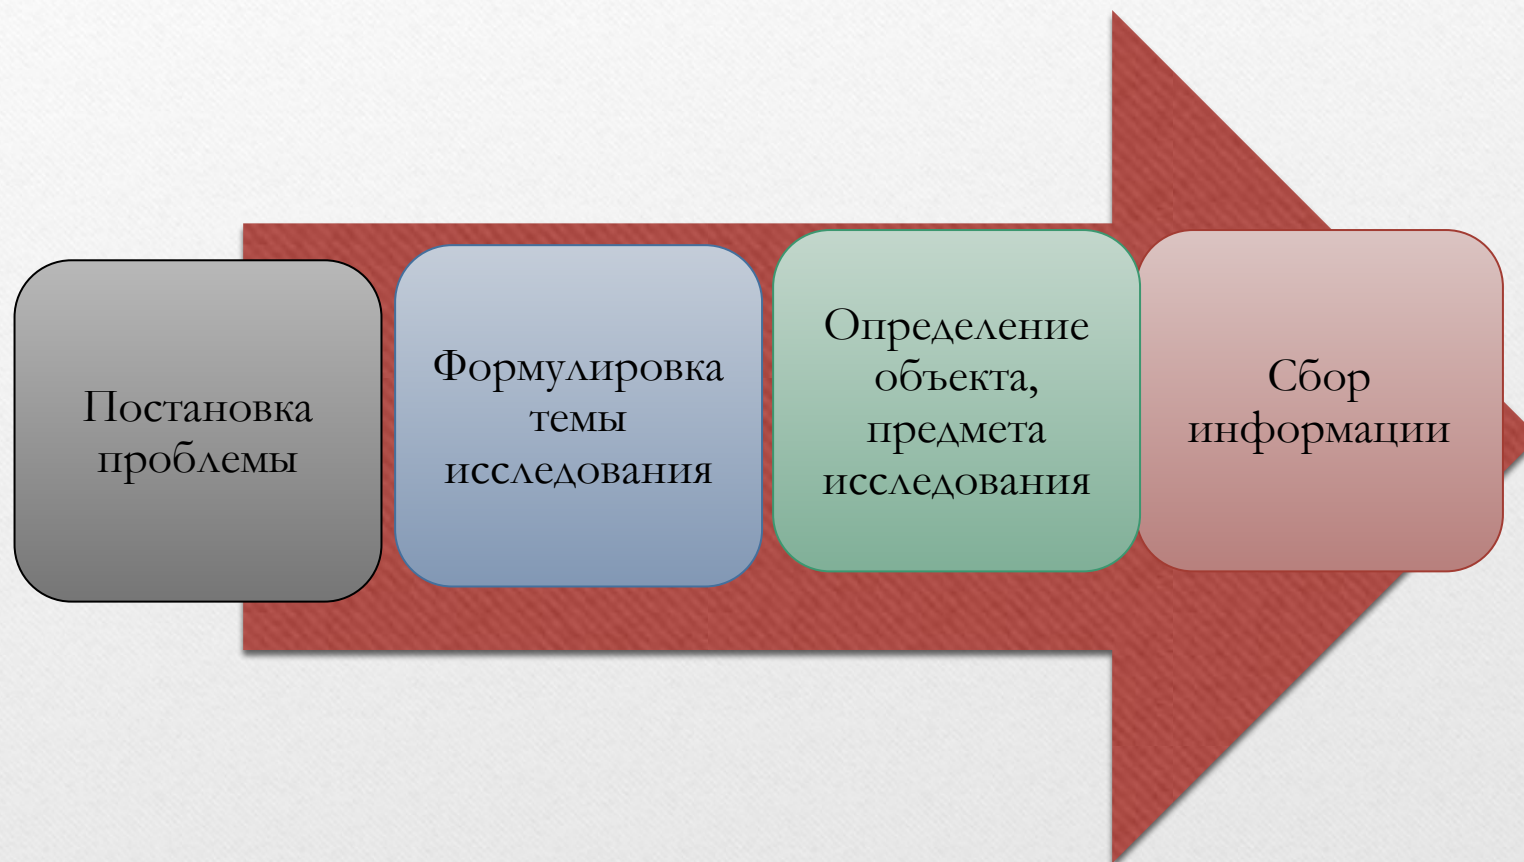 Постановка
проблемы
Формулировка
темы
исследования
Определение
объекта,
предмета
исследования
Сбор
информации